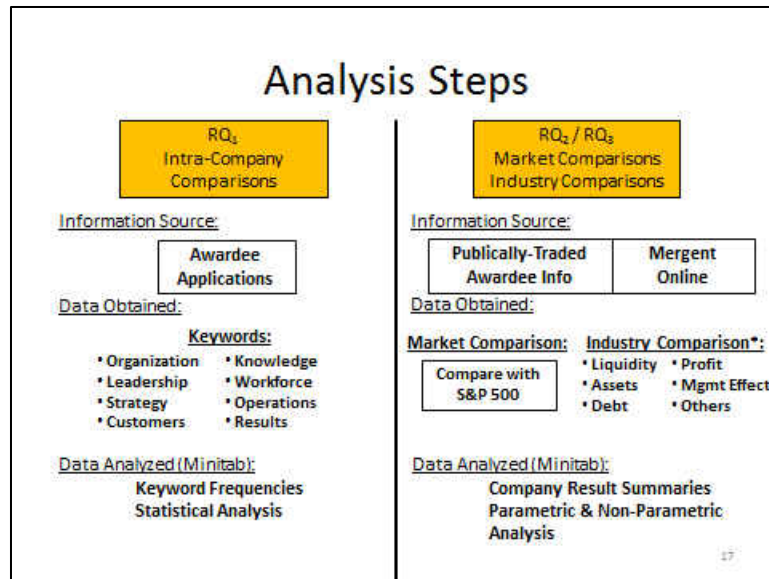 Analysis Steps
RQ₁
Intra-Company
Comparisons
Information Source:
Awardee
Applications
Data Obtained:
Keywords:
• Organization • Knowledge
• Leadership • Workforce
• Strategy • Operations
• Customers • Results
Data Analyzed (Minitab):
Keyword Frequencies
Statistical Analysis
RQ₂ / RQ₃
Market Comparisons
Industry Comparisons
Information Source:
Publically-Traded Mergent
Awardee Info Online
Data Obtained:
Market Comparison: Industry Comparison*:
Compare with
S&P 500
• Liquidity • Profit
• Assets • Mgmt Effect
• Debt • Others
Data Analyzed (Minitab):
Company Result Summaries
Parametric & Non-Parametric
Analysis
17